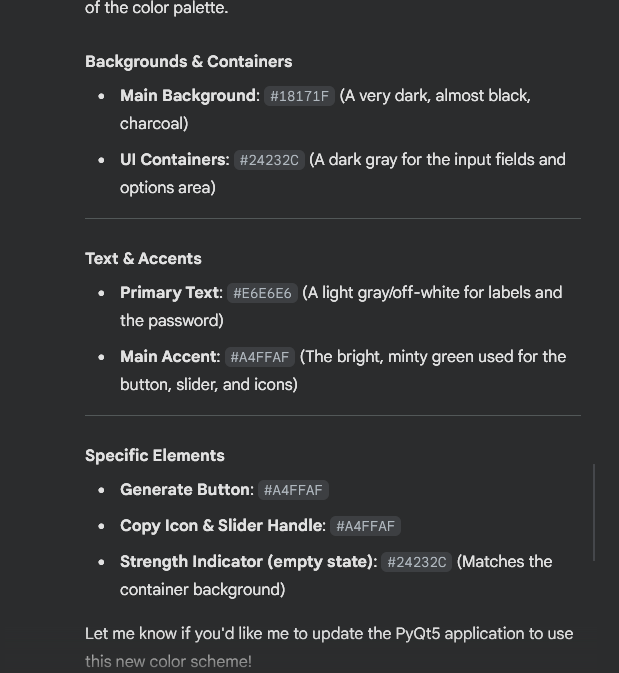 of the color palette.
Backgrounds & Containers
Main Background: #18171F (A very dark, almost black,
charcoal)
UI Containers: #24232C (A dark gray for the input fields and
options area)
Text & Accents
Primary Text: #E6E6E6 (A light gray/off-white for labels and
the password)
Main Accent: #A4FFAF (The bright, minty green used for the
button, slider, and icons)
Specific Elements
Generate Button: #A4FFAF
Copy Icon & Slider Handle: #A4FFAF
Strength Indicator (empty state): #24232C (Matches the
container background)
Let me know if you'd like me to update the PyQt5 application to use
this new color scheme!